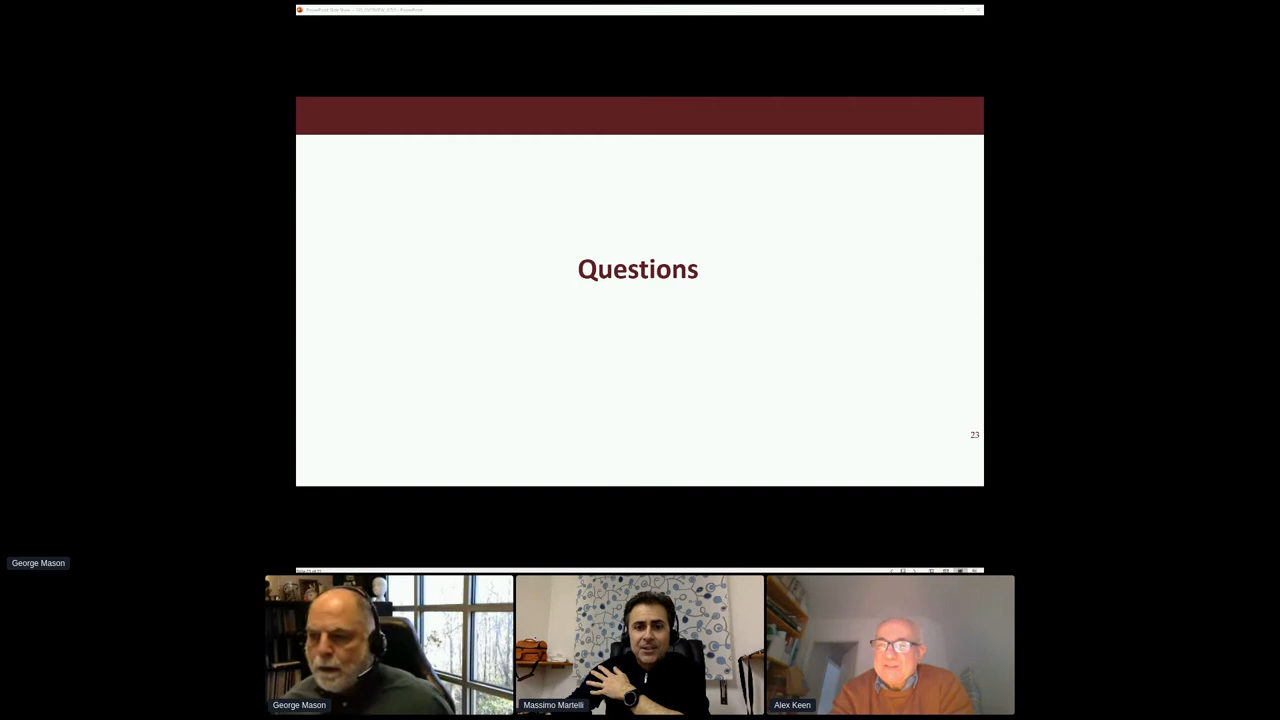 Questions
23
George Mason
George Mason
Massimo Martelli
Alex Keen